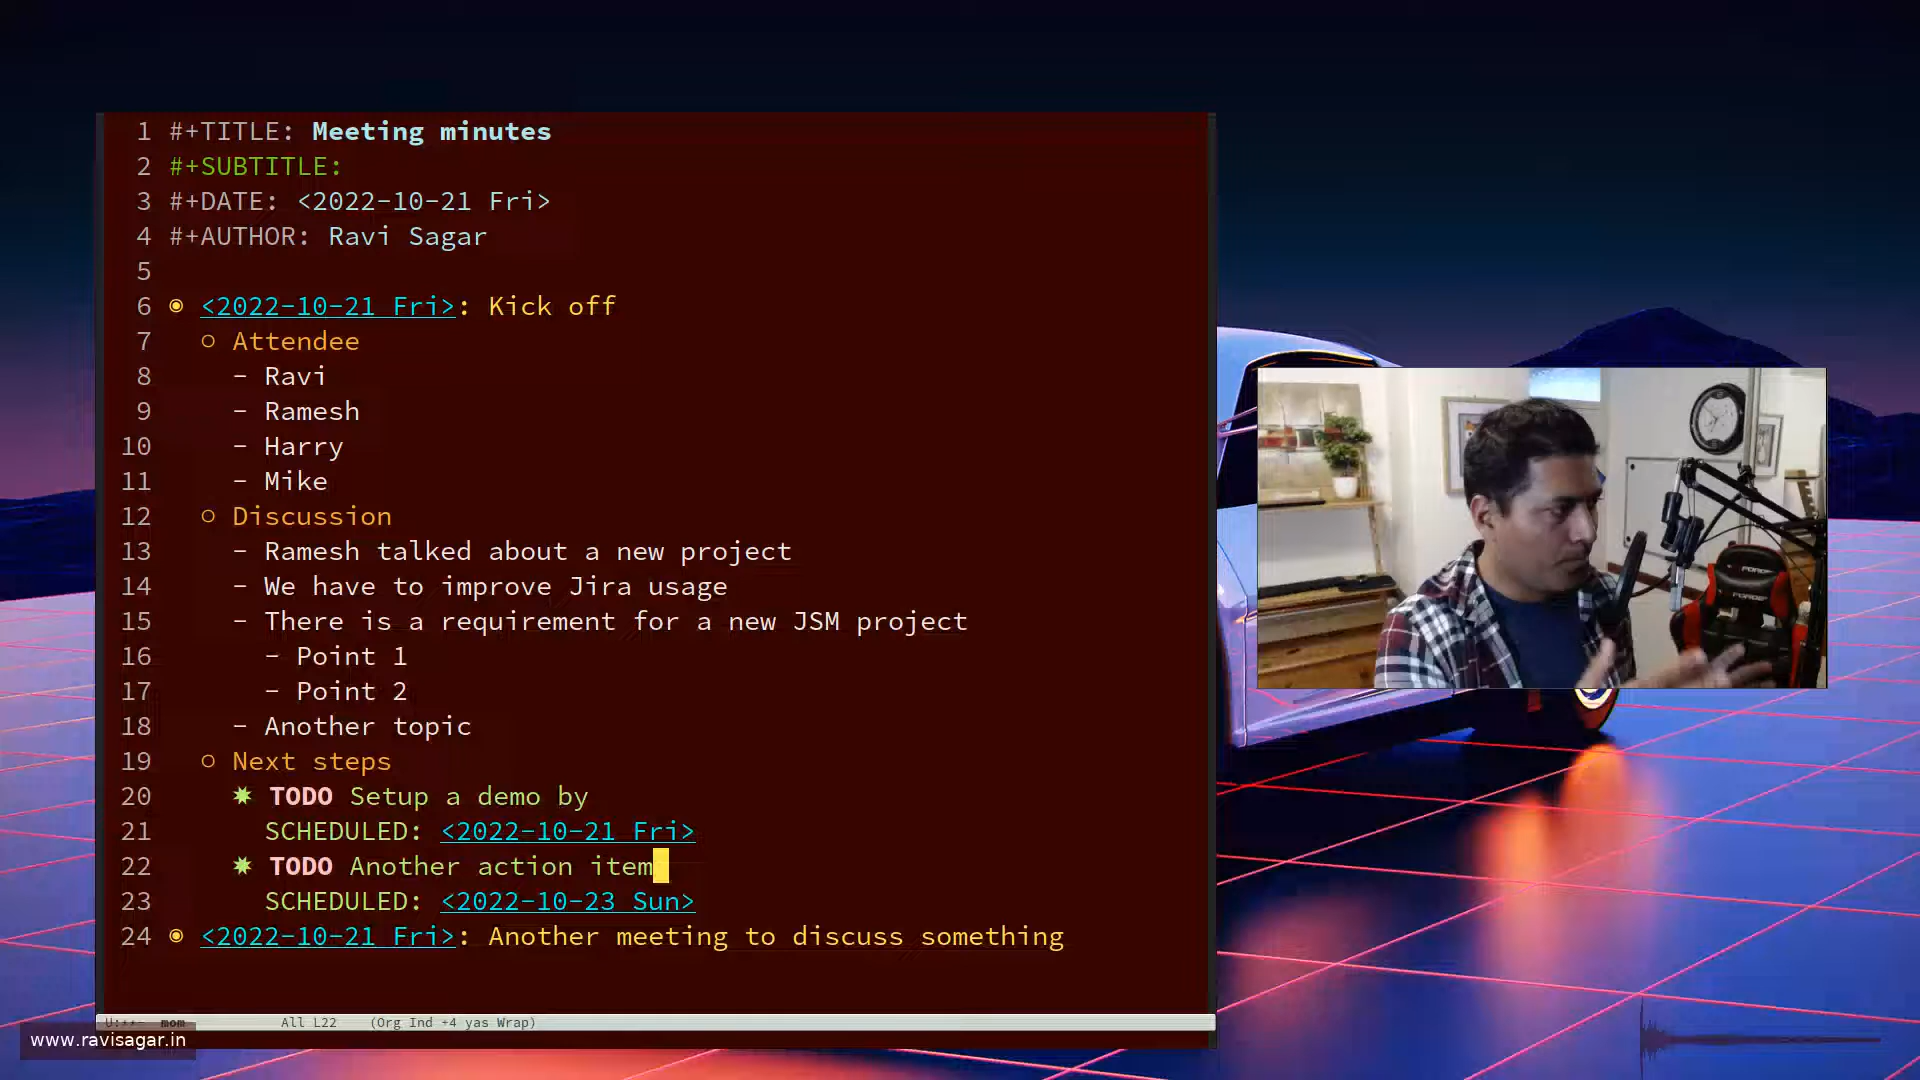 1 #+TITLE: Meeting minutes
2 #+SUBTITLE:
3 #+DATE: <2022-10-21 Fri>
4 #+AUTHOR: Ravi Sagar
5
6 ◉ <2022-10-21 Fri>: Kick off
7 ○ Attendee
8 - Ravi
9 - Ramesh
10 - Harry
11 - Mike
12 ○ Discussion
13 - Ramesh talked about a new project
14 - We have to improve Jira usage
15 - There is a requirement for a new JSM project
16 - Point 1
17 - Point 2
18 - Another topic
19 ○ Next steps
20 ✸ TODO Setup a demo by
21 SCHEDULED: <2022-10-21 Fri>
22 ✸ TODO Another action item
23 SCHEDULED: <2022-10-23 Sun>
24 ◉ <2022-10-21 Fri>: Another meeting to discuss something
U:**- mom All L22 (Org Ind +4 yas Wrap)
www.ravisagar.in